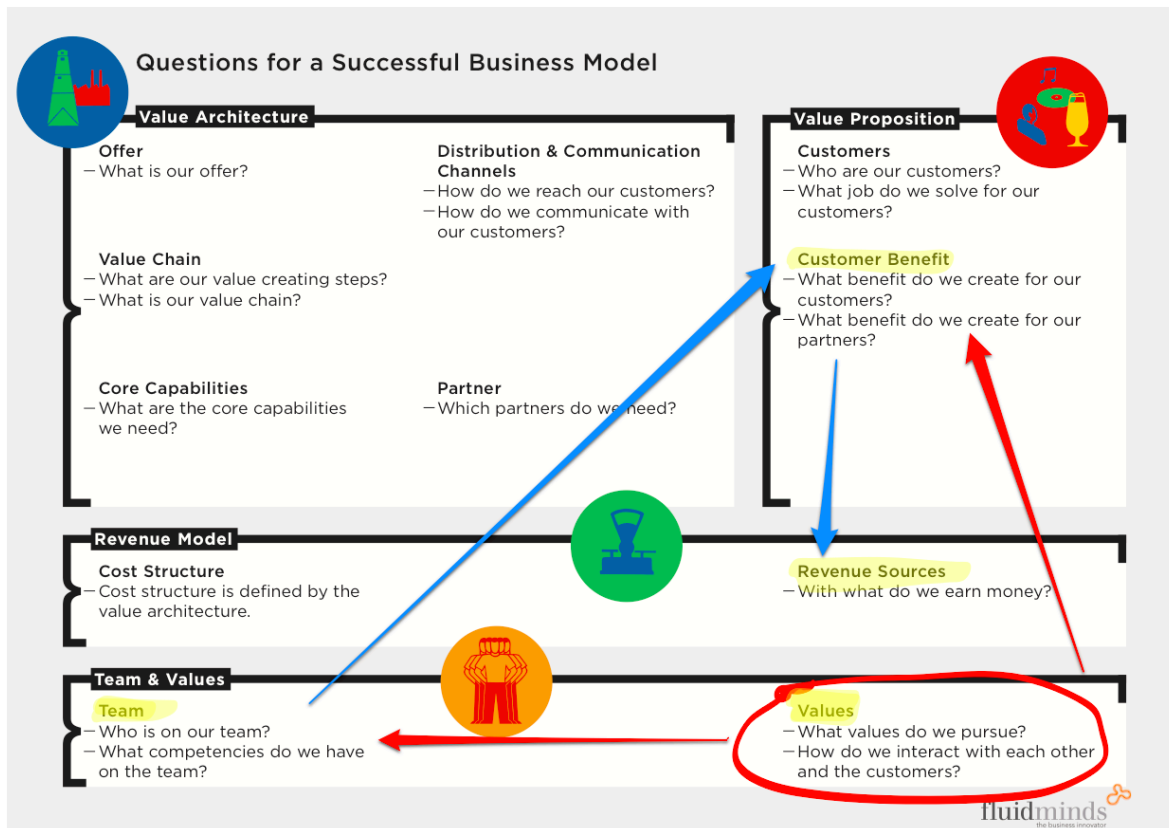 Questions for a Successful Business Model
Value Architecture
Offer
–What is our offer?
Distribution & Communication
Channels
–How do we reach our customers?
–How do we communicate with
our customers?
Value Chain
–What are our value creating steps?
–What is our value chain?
Core Capabilities
–What are the core capabilities
we need?
Partner
–Which partners do we need?
Value Proposition
Customers
–Who are our customers?
–What job do we solve for our
customers?
Customer Benefit
–What benefit do we create for our
customers?
–What benefit do we create for our
partners?
Revenue Model
Cost Structure
–Cost structure is defined by the
value architecture.
Revenue Sources
–With what do we earn money?
Team & Values
Team
–Who is on our team?
–What competencies do we have
on the team?
Values
–What values do we pursue?
–How do we interact with each other
and the customers?
fluidminds
the business innovator